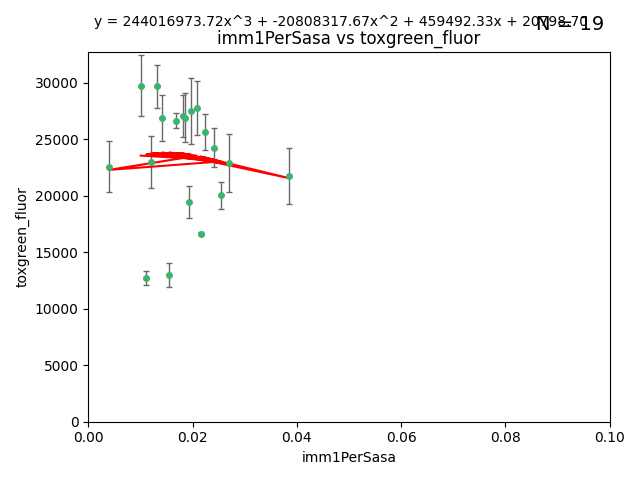 y = 244016973.72x^3 + -20808317.67x^2 + 459492.33x + 20798.70
N = 19
imm1PerSasa vs toxgreen_fluor
30000
25000
20000
15000
10000
5000
0
toxgreen_fluor
0.00 0.02 0.04 0.06 0.08 0.10
imm1PerSasa